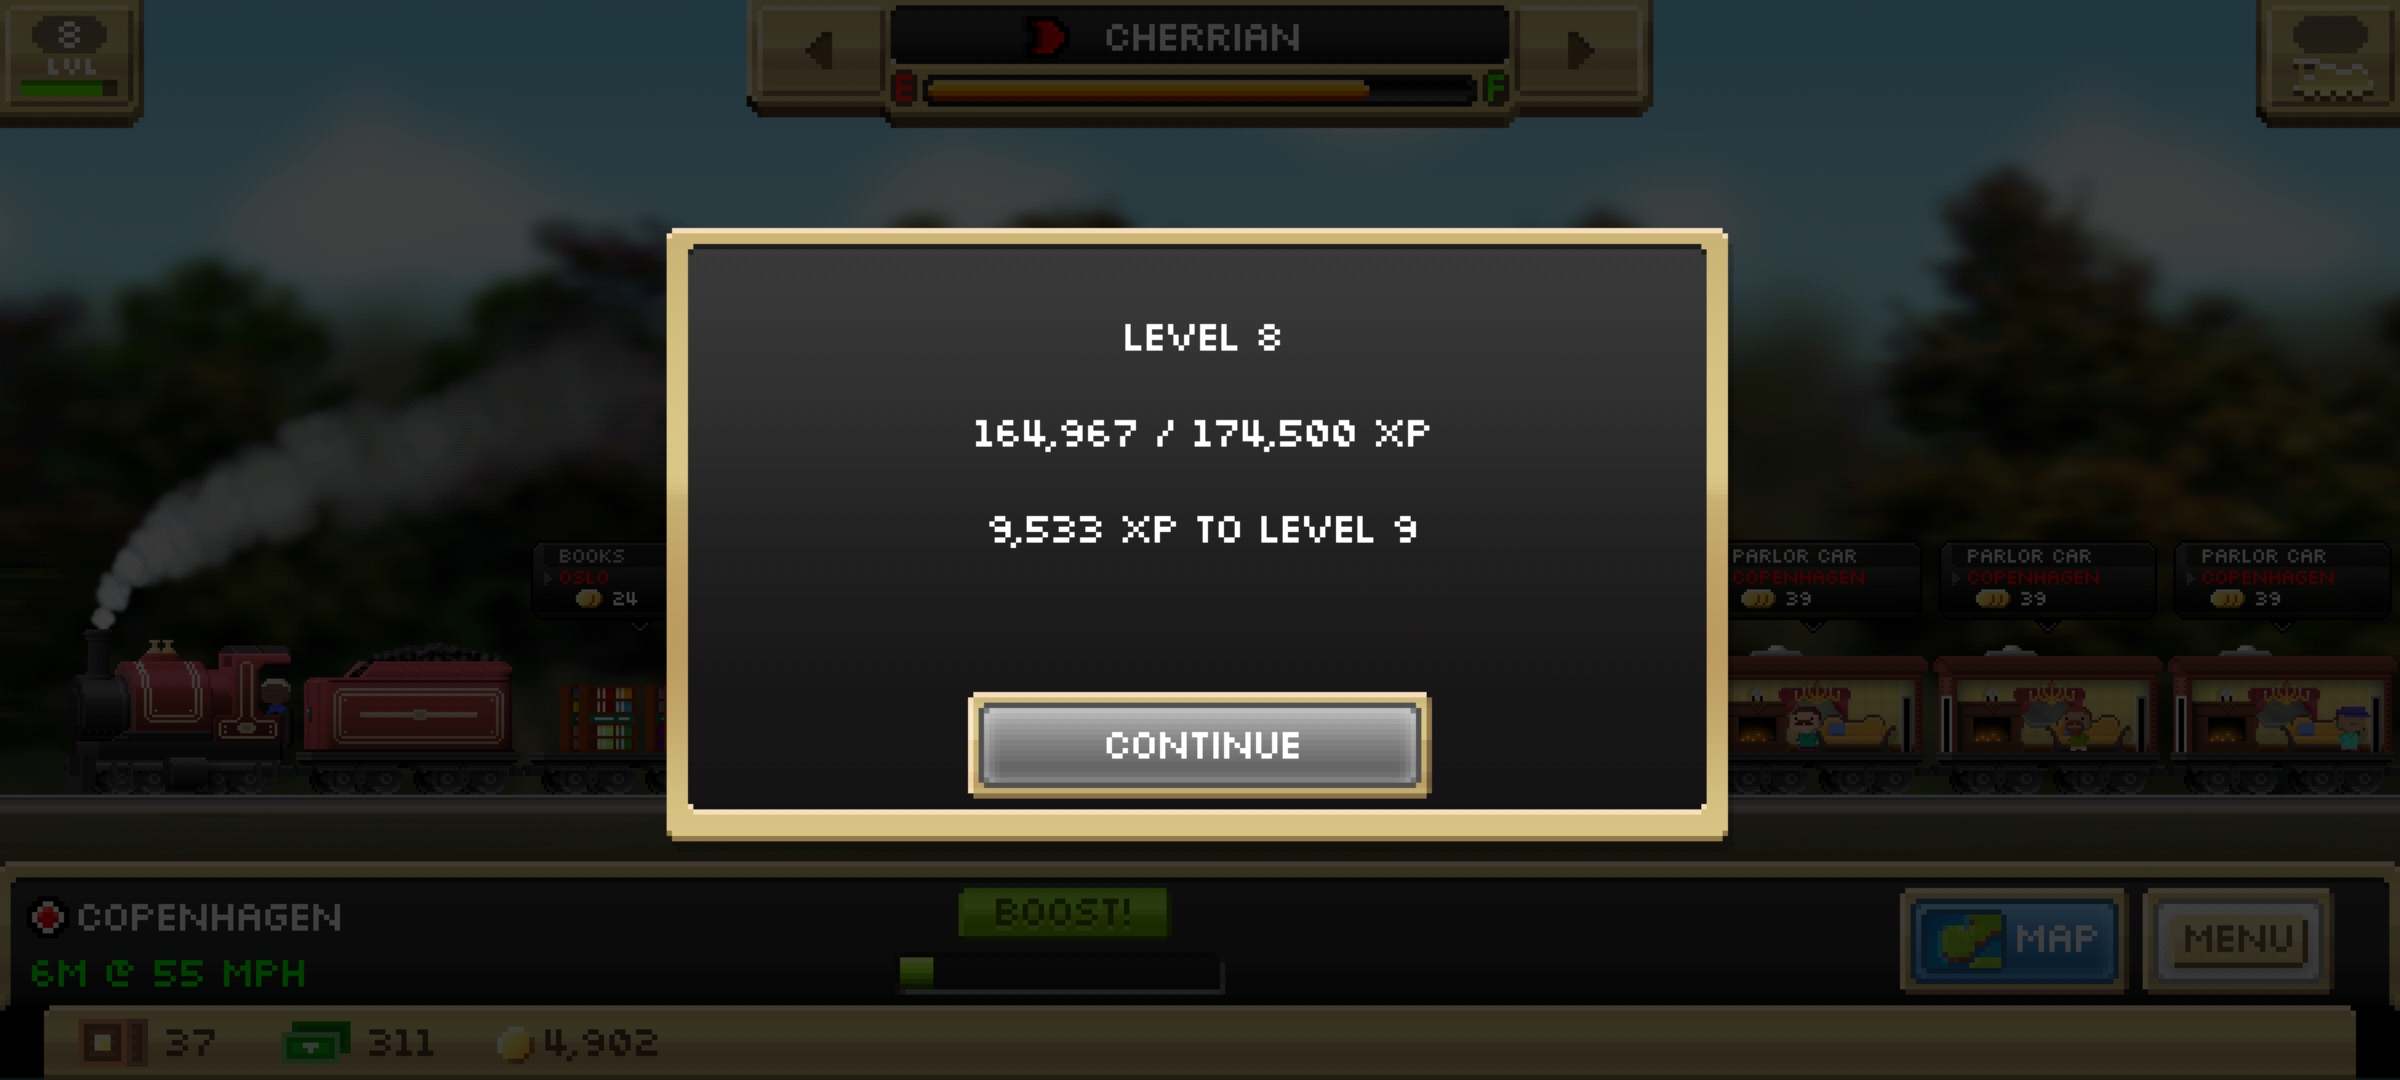 8
LVL
CHERRIAN
E
F
LEVEL 8
164,967 / 174,500 XP
9,533 XP TO LEVEL 9
CONTINUE
BOOKS
OSLO
24
PARLOR CAR
COPENHAGEN
39
PARLOR CAR
COPENHAGEN
39
PARLOR CAR
COPENHAGEN
39
COPENHAGEN
6M @ 55 MPH
BOOST!
MAP
MENU
37
311
4,902